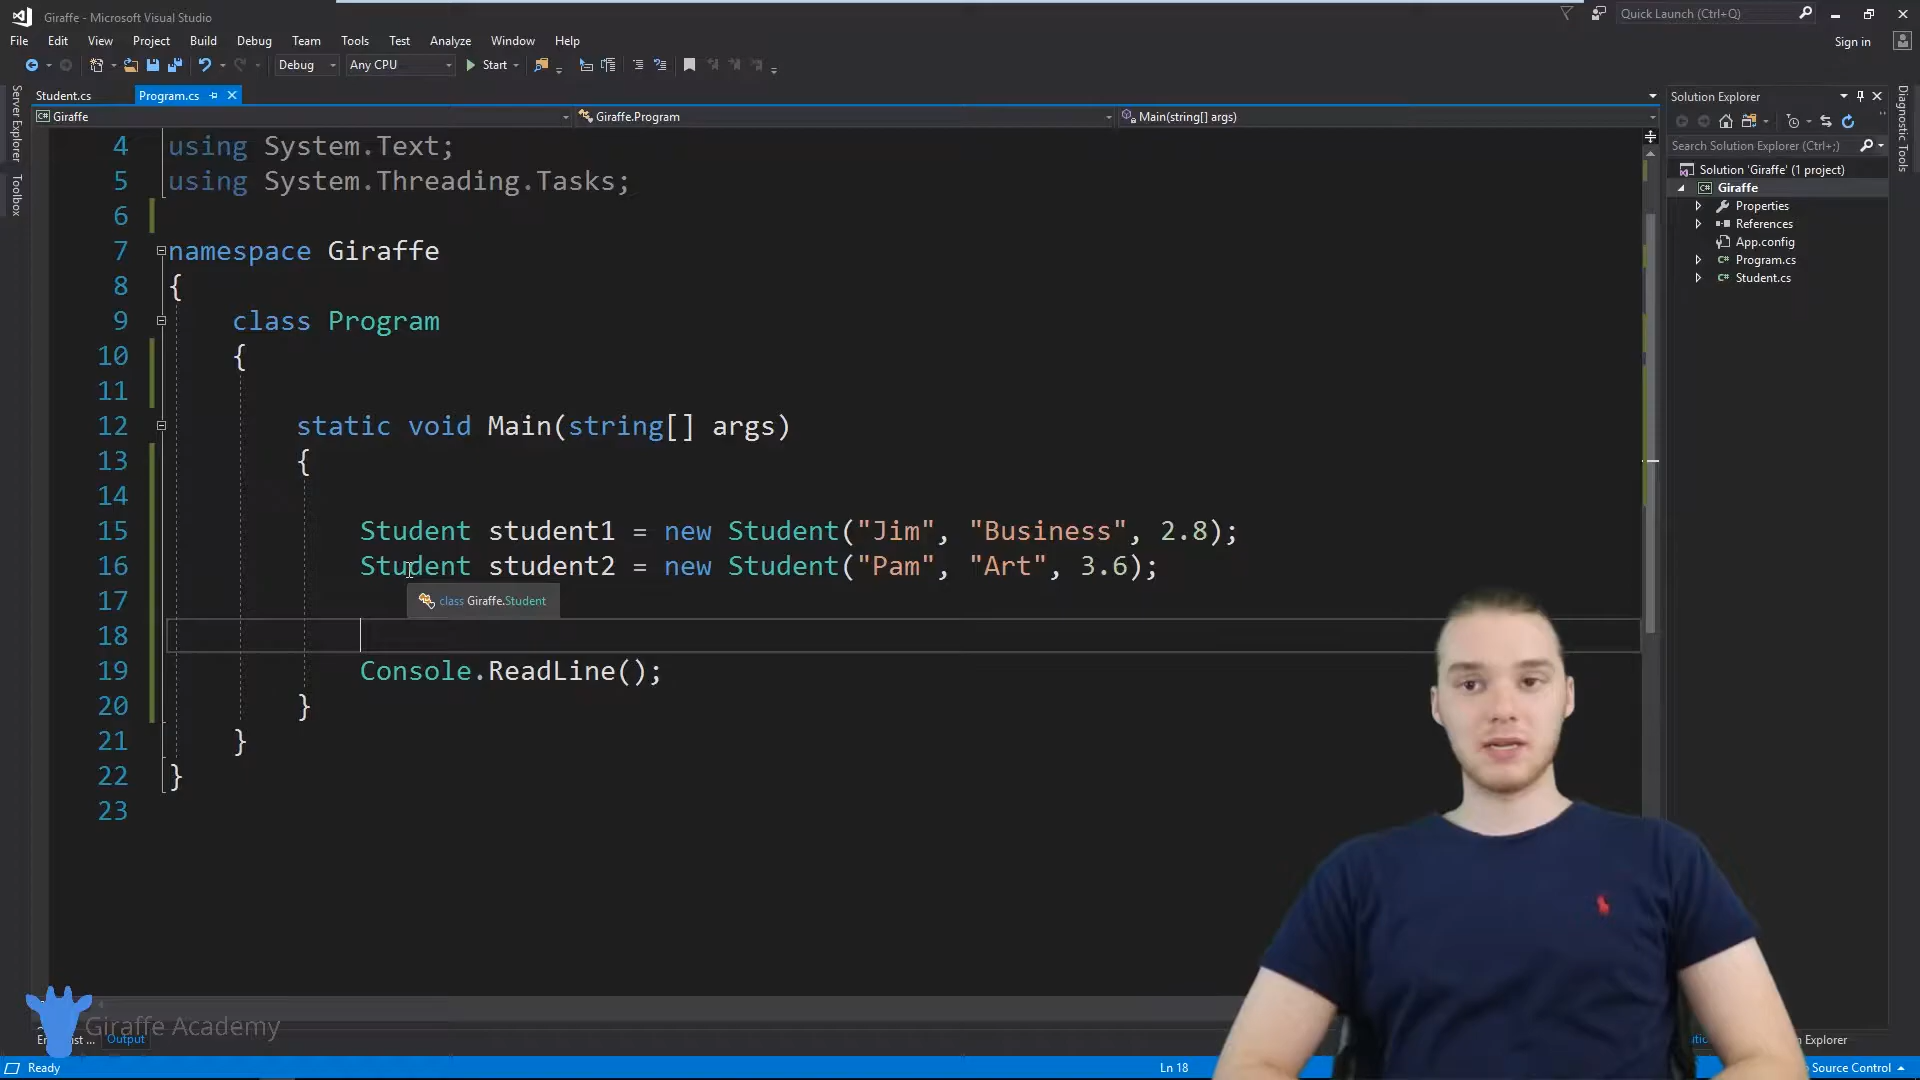 Giraffe - Microsoft Visual Studio
Quick Launch (Ctrl+Q)
File Edit View Project Build Debug Team Tools Test Analyze Window Help
Sign in
Debug Any CPU Start
Server Explorer
Toolbox
Student.cs Program.cs
Giraffe Giraffe.Program Main(string[] args)
4 using System.Text;
5 using System.Threading.Tasks;
6
7 namespace Giraffe
8 {
9 class Program
10 {
11
12 static void Main(string[] args)
13 {
14
15 Student student1 = new Student("Jim", "Business", 2.8);
16 Student student2 = new Student("Pam", "Art", 3.6);
17
class Giraffe.Student
18
19 Console.ReadLine();
20 }
21 }
22 }
23
Solution Explorer
Search Solution Explorer (Ctrl+;)
Solution 'Giraffe' (1 project)
Giraffe
Properties
References
App.config
Program.cs
Student.cs
Diagnostic Tools
Giraffe Academy
Output
Explorer
Ready
Ln 18
Source Control